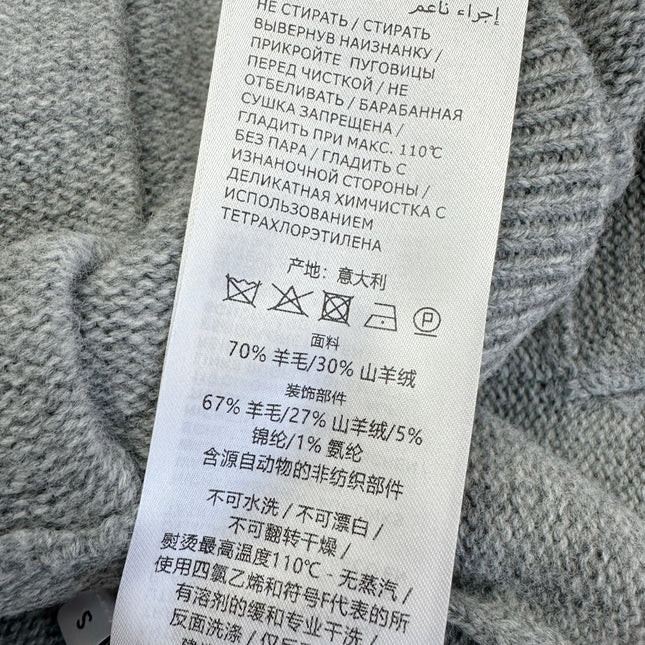 إجراء ناعم
НЕ СТИРАТЬ / СТИРАТЬ
ВЫВЕРНУВ НАИЗНАНКУ /
ПРИКРОЙТЕ ПУГОВИЦЫ
ПЕРЕД ЧИСТКОЙ / НЕ
ОТБЕЛИВАТЬ / БАРАБАННАЯ
СУШКА ЗАПРЕЩЕНА /
ГЛАДИТЬ ПРИ МАКС. 110℃
БЕЗ ПАРА / ГЛАДИТЬ С
ИЗНАНОЧНОЙ СТОРОНЫ /
ДЕЛИКАТНАЯ ХИМЧИСТКА С
ИСПОЛЬЗОВАНИЕМ
ТЕТРАХЛОРЭТИЛЕНА
产地: 意大利
P
面料
70% 羊毛/30% 山羊绒
装饰部件
67% 羊毛/27% 山羊绒/5%
锦纶/1% 氨纶
含源自动物的非纺织部件
不可水洗 / 不可漂白 /
不可翻转干燥 /
熨烫最高温度110℃ - 无蒸汽 /
使用四氯乙烯和符号F代表的所
有溶剂的缓和专业干洗 /
反面洗涤 /
S